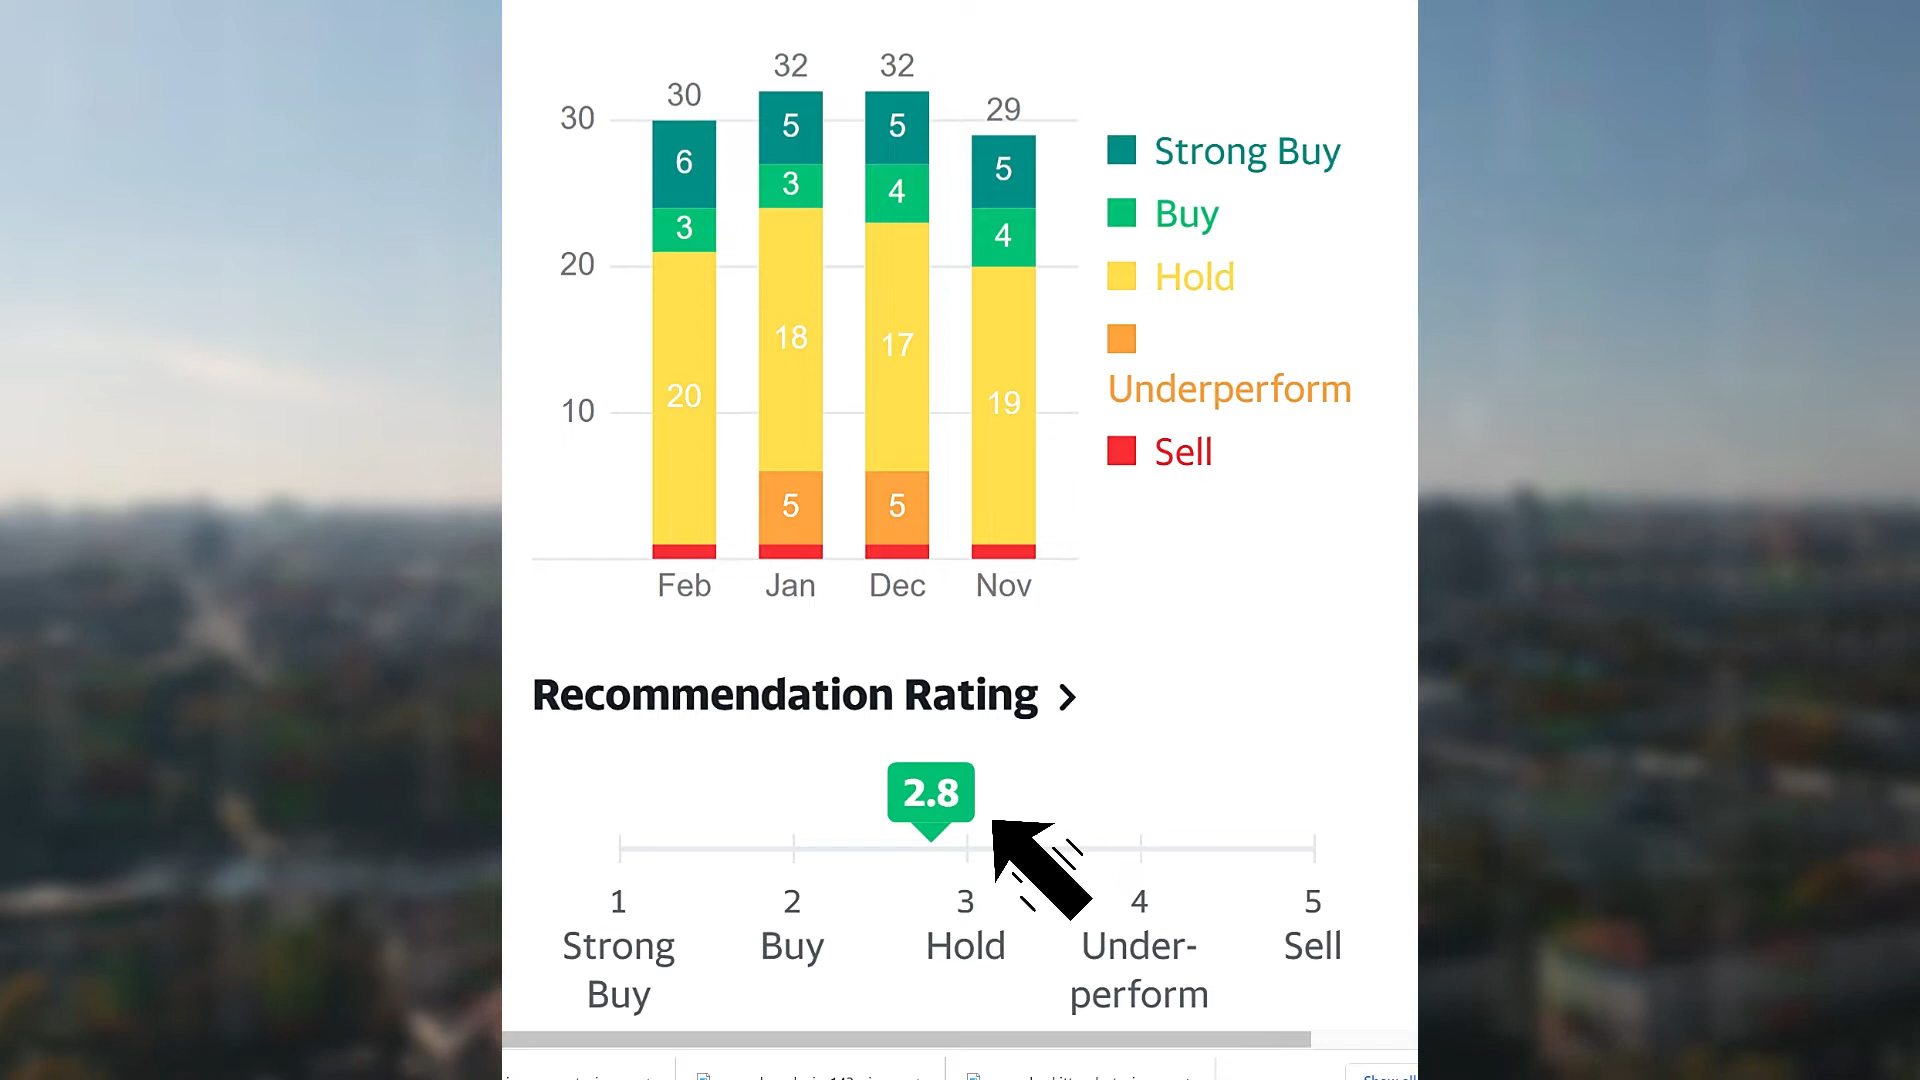 32 32
30 29
30
6 5 5 5
Strong Buy
3 3 4 4
Buy
20
Hold
20 18 17 19
10
Underperform
5 5
Sell
Feb Jan Dec Nov
Recommendation Rating
2.8
1 2 3 4 5
Strong Buy Hold Under- Sell
Buy perform